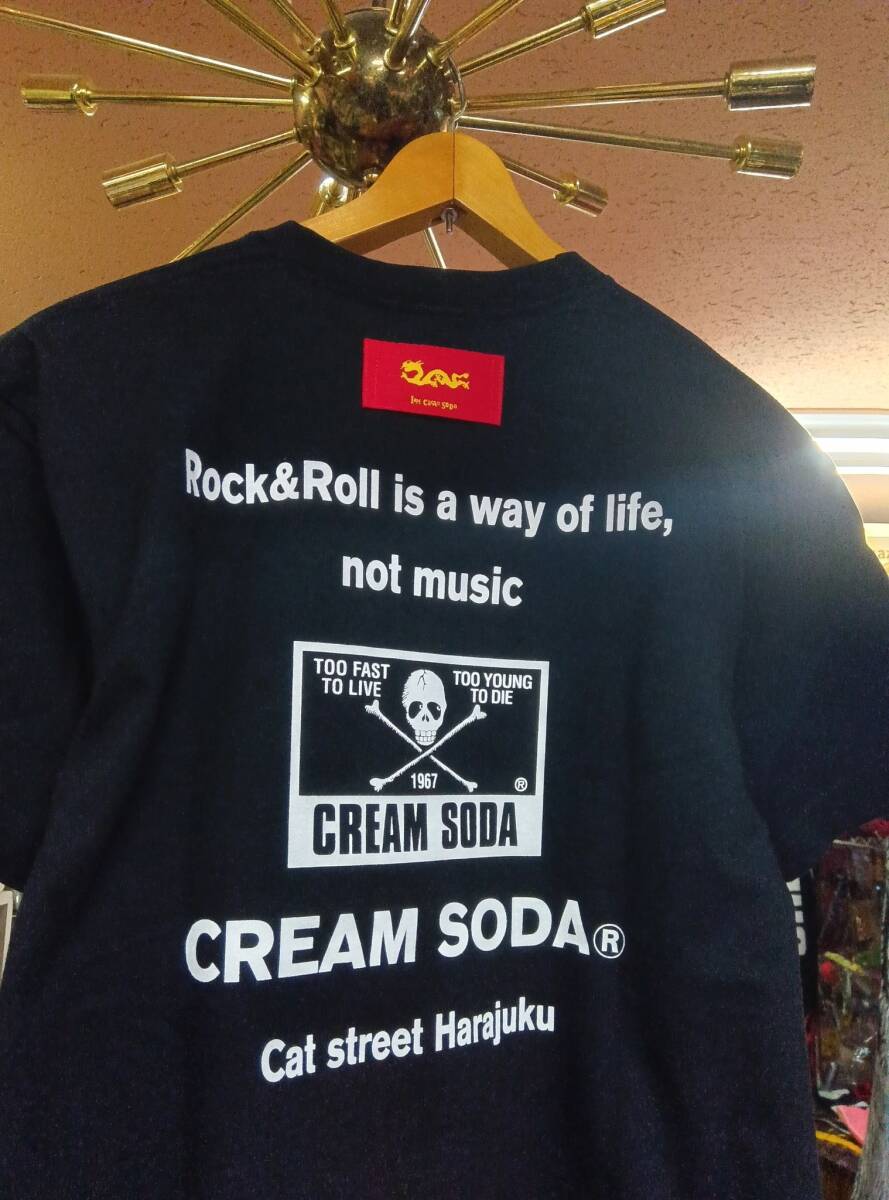 Rock&Roll is a way of life,
not music
TOO FAST
TO LIVE
TOO YOUNG
TO DIE
1967
®
CREAM SODA
CREAM SODA®
Cat street Harajuku